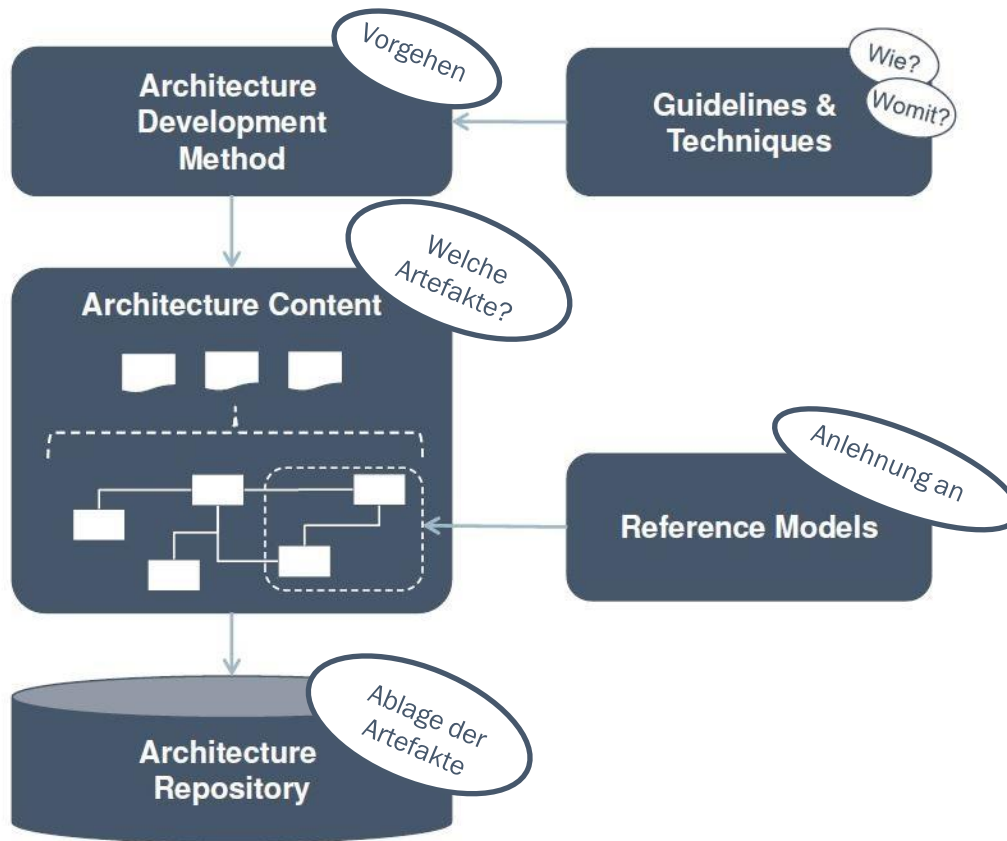 Architecture
Development
Method
Vorgehen
Guidelines &
Techniques
Wie?
Womit?
Architecture Content
Welche
Artefakte?
Reference Models
Anlehnung an
Architecture
Repository
Ablage der
Artefakte